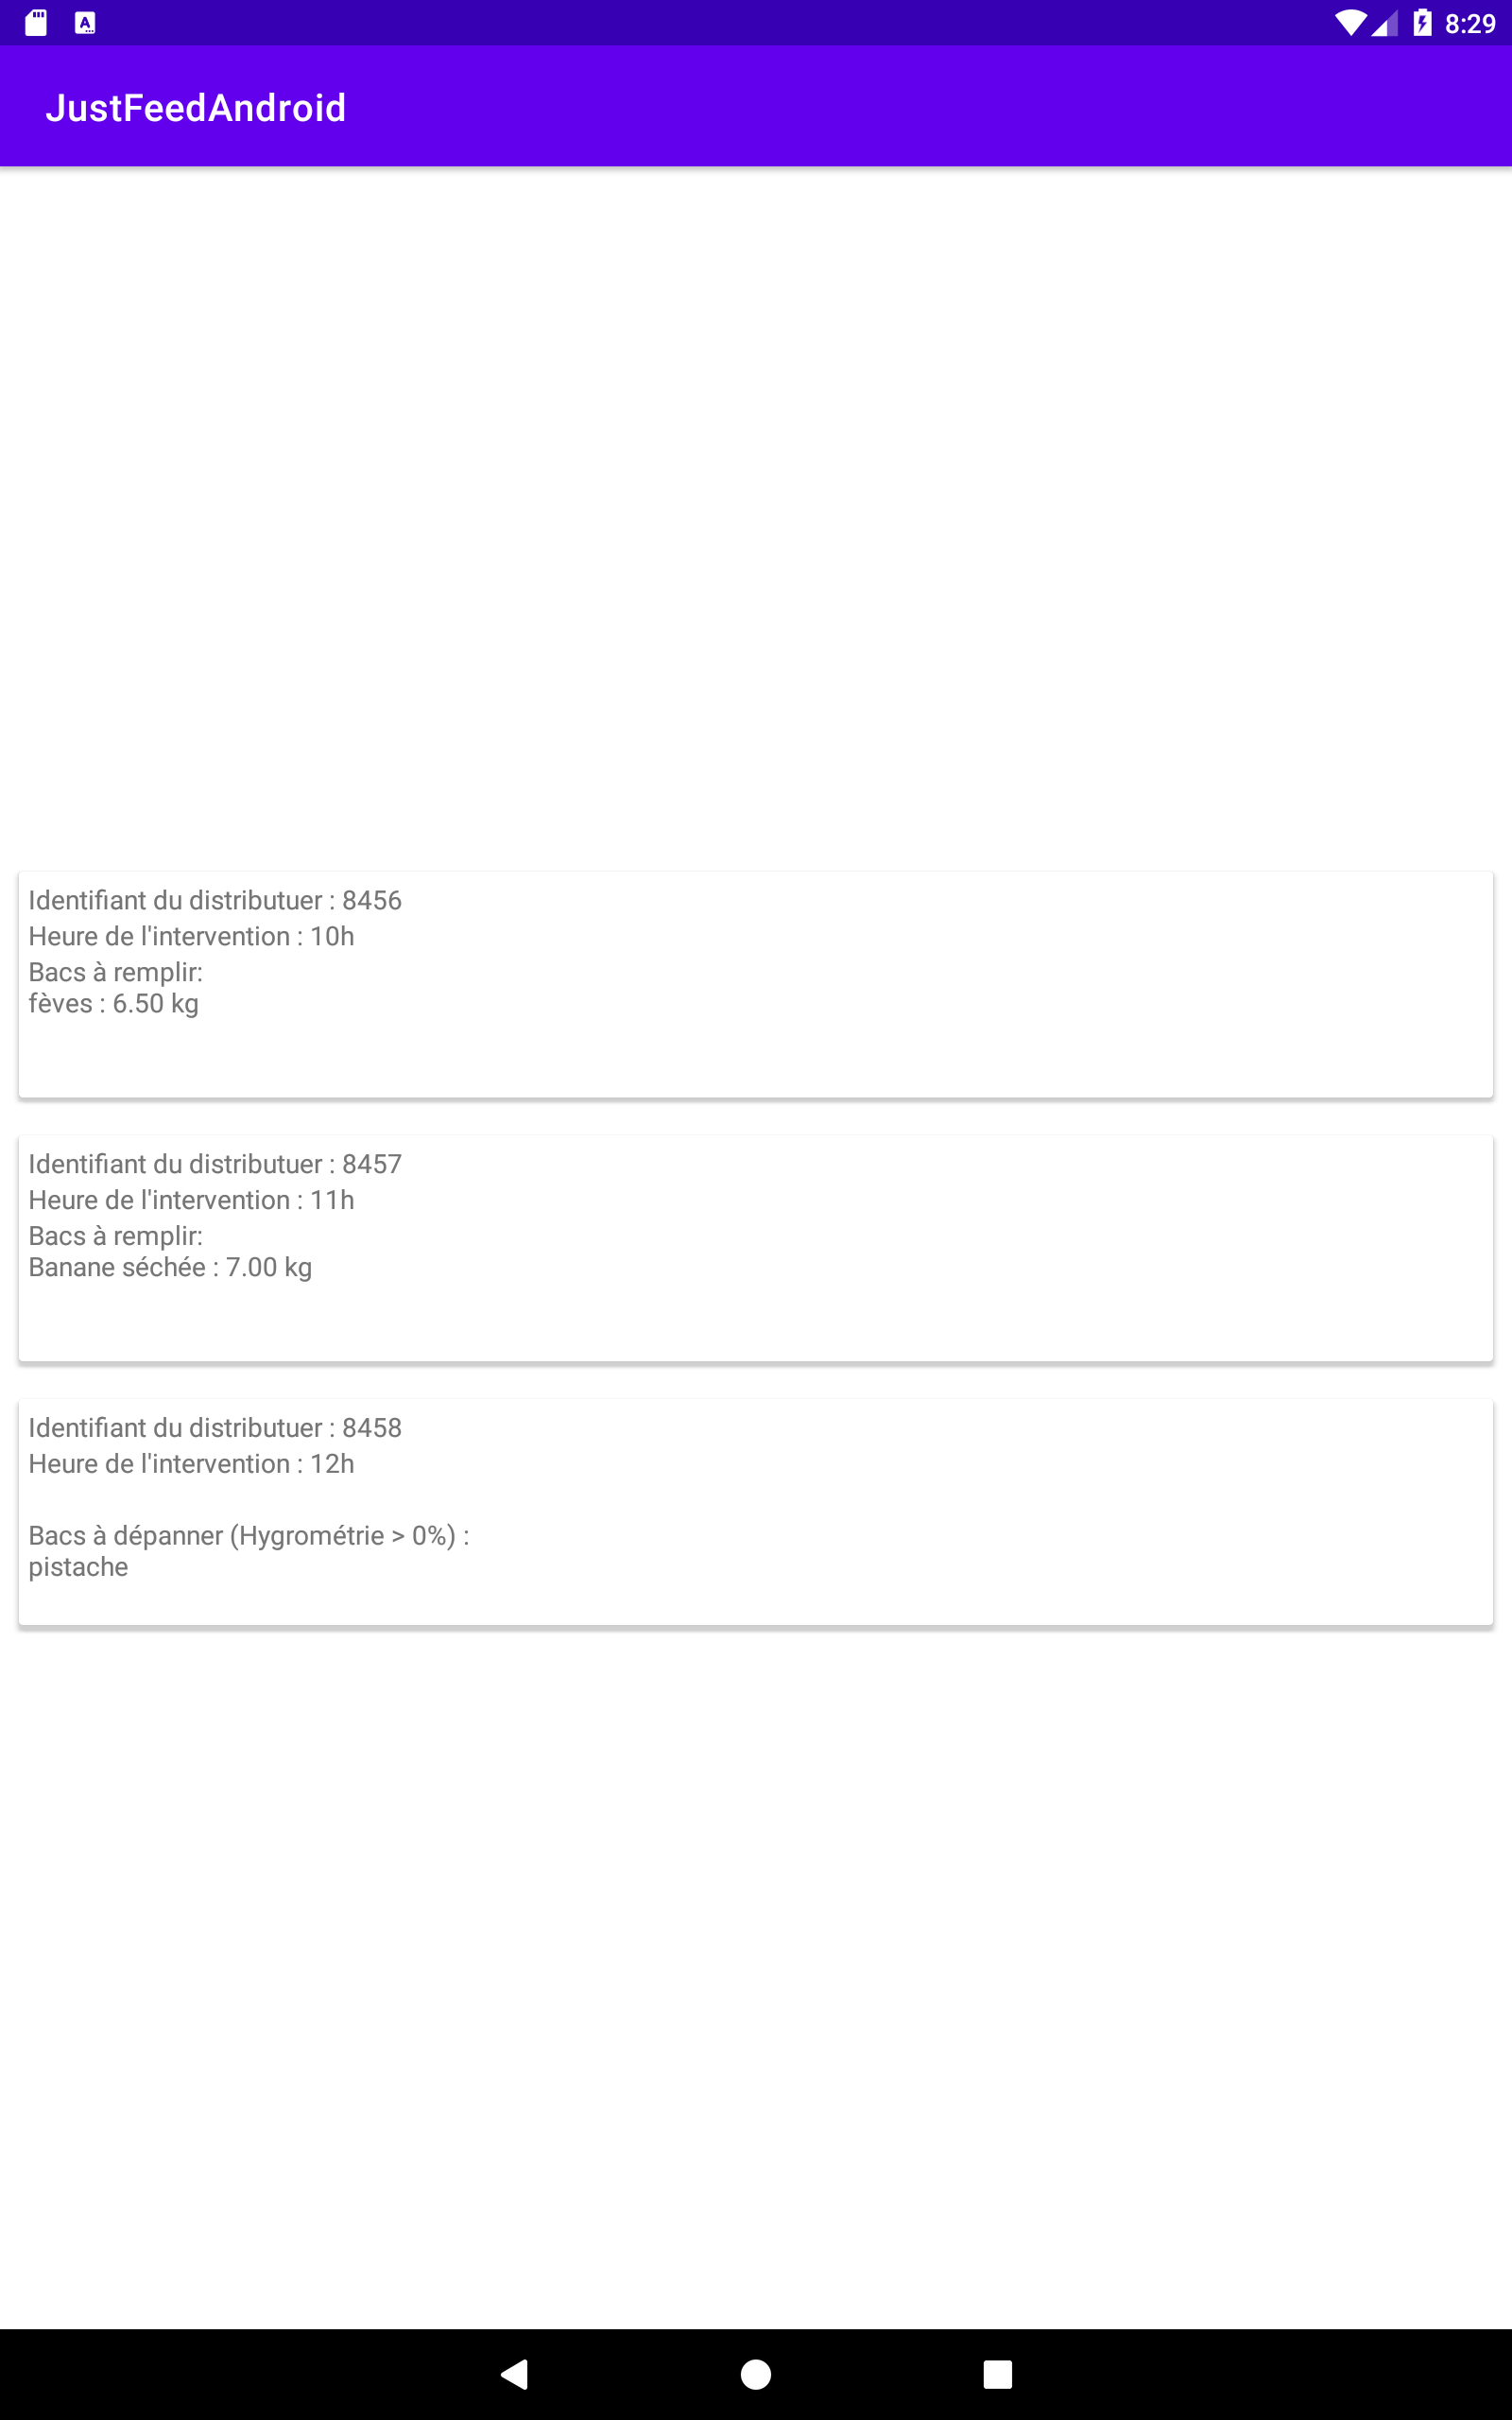 8:29
JustFeedAndroid
Identifiant du distributuer : 8456
Heure de l'intervention : 10h
Bacs à remplir:
fèves : 6.50 kg
Identifiant du distributuer : 8457
Heure de l'intervention : 11h
Bacs à remplir:
Banane séchée : 7.00 kg
Identifiant du distributuer : 8458
Heure de l'intervention : 12h
Bacs à dépanner (Hygrométrie > 0%) :
pistache